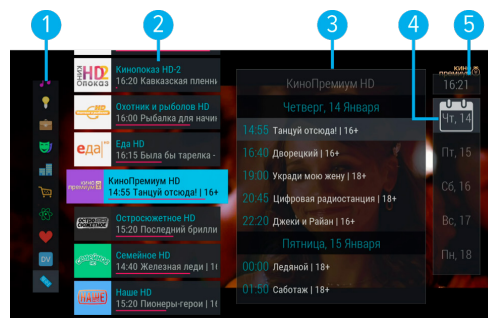 1
2
3
4
5
КИНО
HD
ПОКАЗ
Кинопоказ HD-2
16:20 Кавказская пленни
Охотник и рыболов HD
16:00 Рыбалка для начин
еда
Еда HD
16:15 Была бы тарелка -
КиноПремиум HD
14:55 Танцуй отсюда! | 16+
ОСТРОСЮЖЕТНОЕ
Остросюжетное HD
15:20 Последний брилли
Семейное HD
14:40 Железная леди | 16
НАШЕ
Наше HD
15:20 Пионеры-герои | 16
DV
КиноПремиум HD
Четверг, 14 Января
14:55 Танцуй отсюда! | 16+
16:40 Дворецкий | 16+
19:00 Укради мою жену | 18+
20:45 Цифровая радиостанция | 18+
22:20 Джеки и Райан | 16+
Пятница, 15 Января
00:00 Ледяной | 18+
01:50 Саботаж | 18+
КИНО
премиум
16:21
Чт, 14
Пт, 15
Сб, 16
Вс, 17
Пн, 18